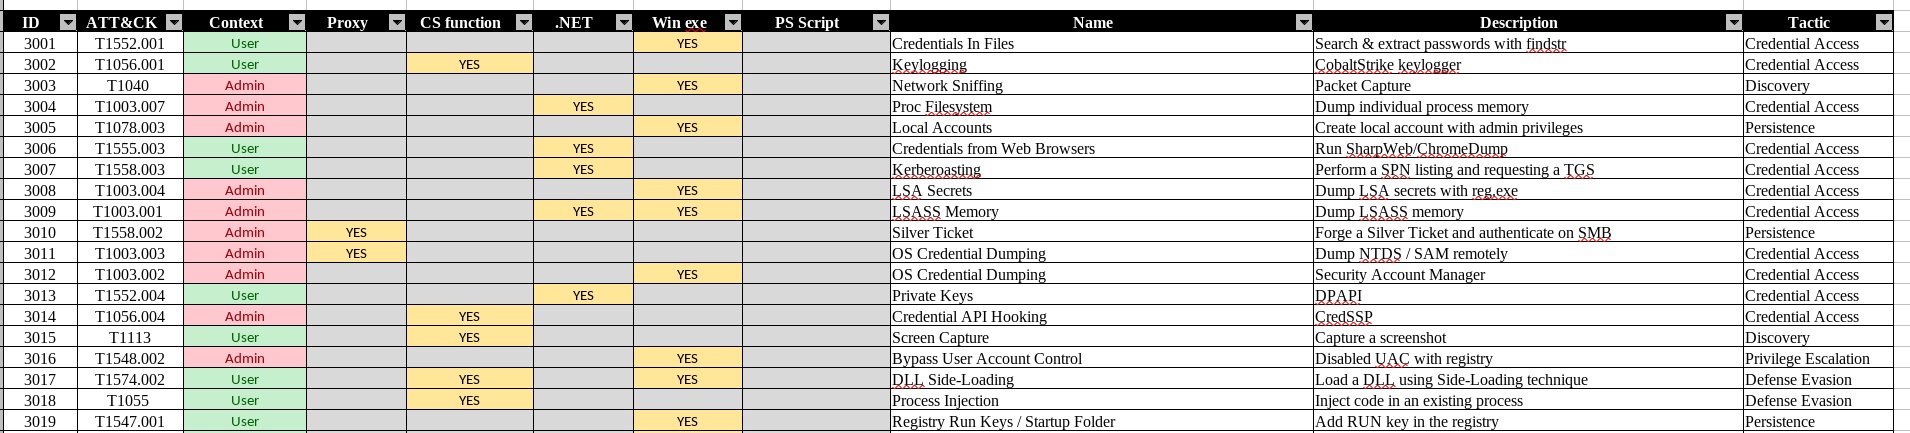 ID ATT&CK Context Proxy CS function .NET Win exe PS Script Name Description Tactic
3001 T1552.001 User YES Credentials In Files Search & extract passwords with findstr Credential Access
3002 T1056.001 User YES Keylogging CobaltStrike keylogger Credential Access
3003 T1040 Admin YES Network Sniffing Packet Capture Discovery
3004 T1003.007 Admin YES Proc Filesystem Dump individual process memory Credential Access
3005 T1078.003 Admin YES Local Accounts Create local account with admin privileges Persistence
3006 T1555.003 User YES Credentials from Web Browsers Run SharpWeb/ChromeDump Credential Access
3007 T1558.003 User YES Kerberoasting Perform a SPN listing and requesting a TGS Credential Access
3008 T1003.004 Admin YES LSA Secrets Dump LSA secrets with reg.exe Credential Access
3009 T1003.001 Admin YES YES LSASS Memory Dump LSASS memory Credential Access
3010 T1558.002 Admin YES Silver Ticket Forge a Silver Ticket and authenticate on SMB Persistence
3011 T1003.003 Admin YES OS Credential Dumping Dump NTDS / SAM remotely Credential Access
3012 T1003.002 Admin YES OS Credential Dumping Security Account Manager Credential Access
3013 T1552.004 User YES Private Keys DPAPI Credential Access
3014 T1056.004 Admin YES Credential API Hooking CredSSP Credential Access
3015 T1113 User YES Screen Capture Capture a screenshot Discovery
3016 T1548.002 Admin YES Bypass User Account Control Disabled UAC with registry Privilege Escalation
3017 T1574.002 User YES YES DLL Side-Loading Load a DLL using Side-Loading technique Defense Evasion
3018 T1055 User YES Process Injection Inject code in an existing process Defense Evasion
3019 T1547.001 User YES Registry Run Keys / Startup Folder Add RUN key in the registry Persistence